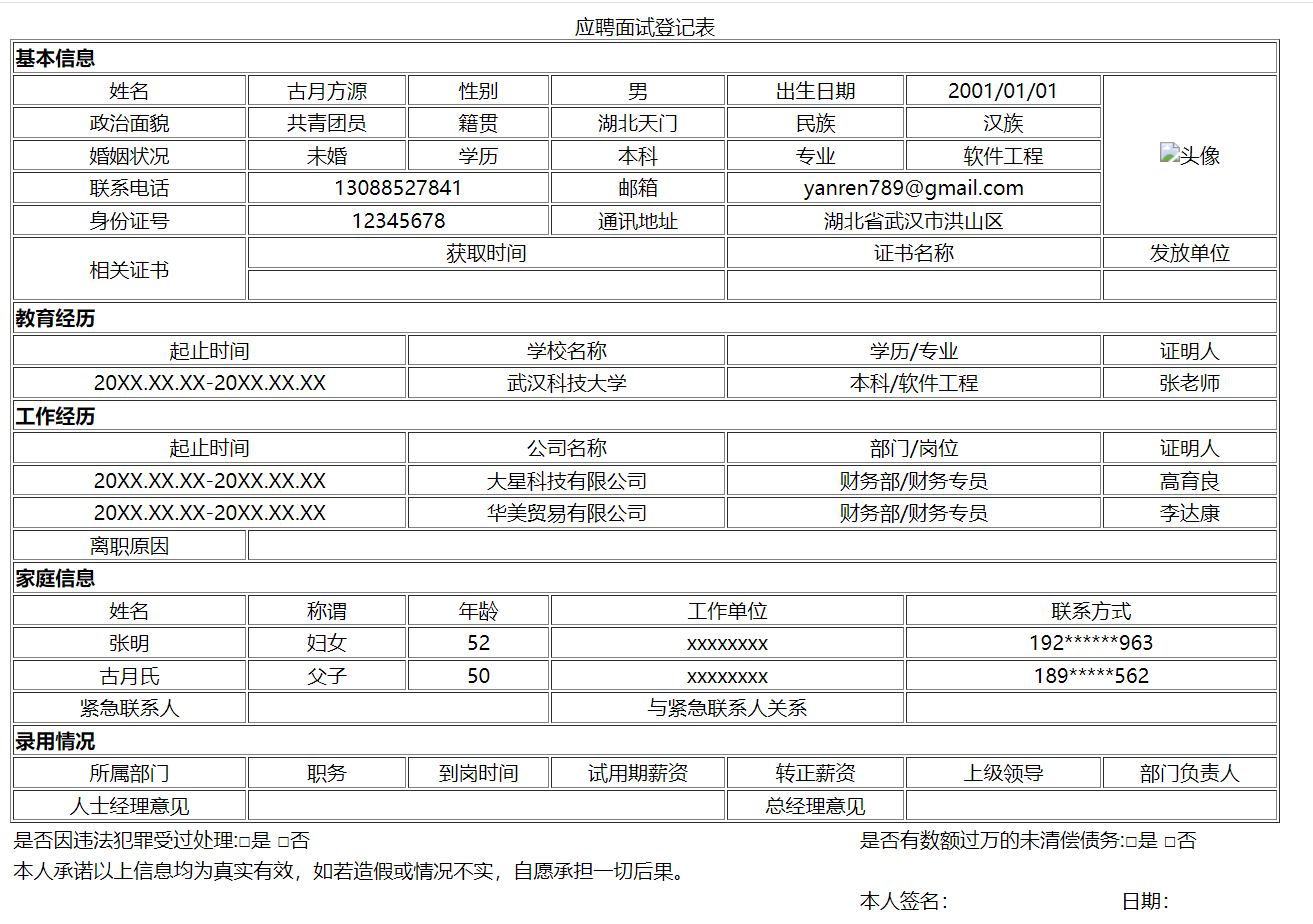 应聘面试登记表
基本信息
姓名 古月方源 性别 男 出生日期 2001/01/01
政治面貌 共青团员 籍贯 湖北天门 民族 汉族
头像
婚姻状况 未婚 学历 本科 专业 软件工程
联系电话 13088527841 邮箱 yanren789@gmail.com
身份证号 12345678 通讯地址 湖北省武汉市洪山区
相关证书 获取时间 证书名称 发放单位
教育经历
起止时间 学校名称 学历/专业 证明人
20XX.XX.XX-20XX.XX.XX 武汉科技大学 本科/软件工程 张老师
工作经历
起止时间 公司名称 部门/岗位 证明人
20XX.XX.XX-20XX.XX.XX 大星科技有限公司 财务部/财务专员 高育良
20XX.XX.XX-20XX.XX.XX 华美贸易有限公司 财务部/财务专员 李达康
离职原因
家庭信息
姓名 称谓 年龄 工作单位 联系方式
张明 妇女 52 xxxxxxxx 192******963
古月氏 父子 50 xxxxxxxx 189*****562
紧急联系人 与紧急联系人关系
录用情况
所属部门 职务 到岗时间 试用期薪资 转正薪资 上级领导 部门负责人
人士经理意见 总经理意见
是否因违法犯罪受过处理:□是 □否 是否有数额过万的未清偿债务:□是 □否
本人承诺以上信息均为真实有效，如若造假或情况不实，自愿承担一切后果。
本人签名： 日期：